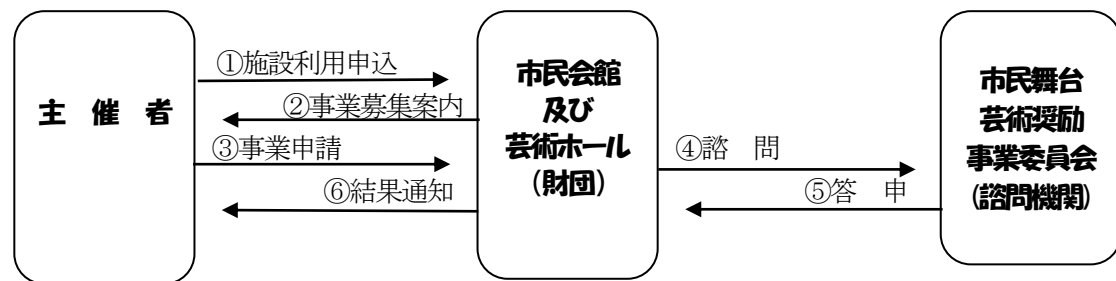 主 催 者
①施設利用申込
②事業募集案内
③事業申請
⑥結果通知
市民会館
及び
芸術ホール
(財団)
④諮 問
⑤答 申
市民舞台
芸術奨励
事業委員会
(諮問機関)